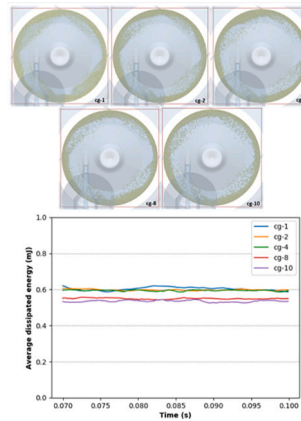 cg-1
cg-2
cg-8
cg-10
cg-1
cg-2
cg-4
cg-8
cg-10
Average dissipated energy (mJ)
1.0
0.8
0.6
0.4
0.2
0.0
0.070
0.075
0.080
0.085
0.090
0.095
0.100
Time (s)